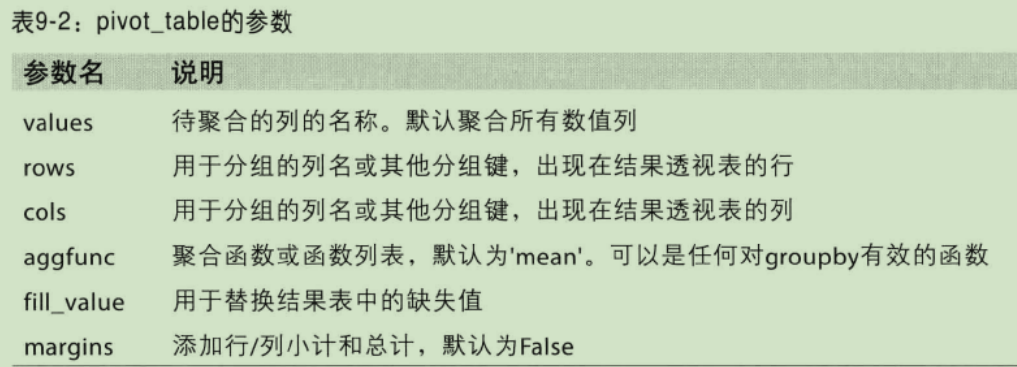 表9-2：pivot_table的参数
参数名 说明
values 待聚合的列的名称。默认聚合所有数值列
rows 用于分组的列名或其他分组键，出现在结果透视表的行
cols 用于分组的列名或其他分组键，出现在结果透视表的列
aggfunc 聚合函数或函数列表，默认为'mean'。可以是任何对groupby有效的函数
fill_value 用于替换结果表中的缺失值
margins 添加行/列小计和总计，默认为False